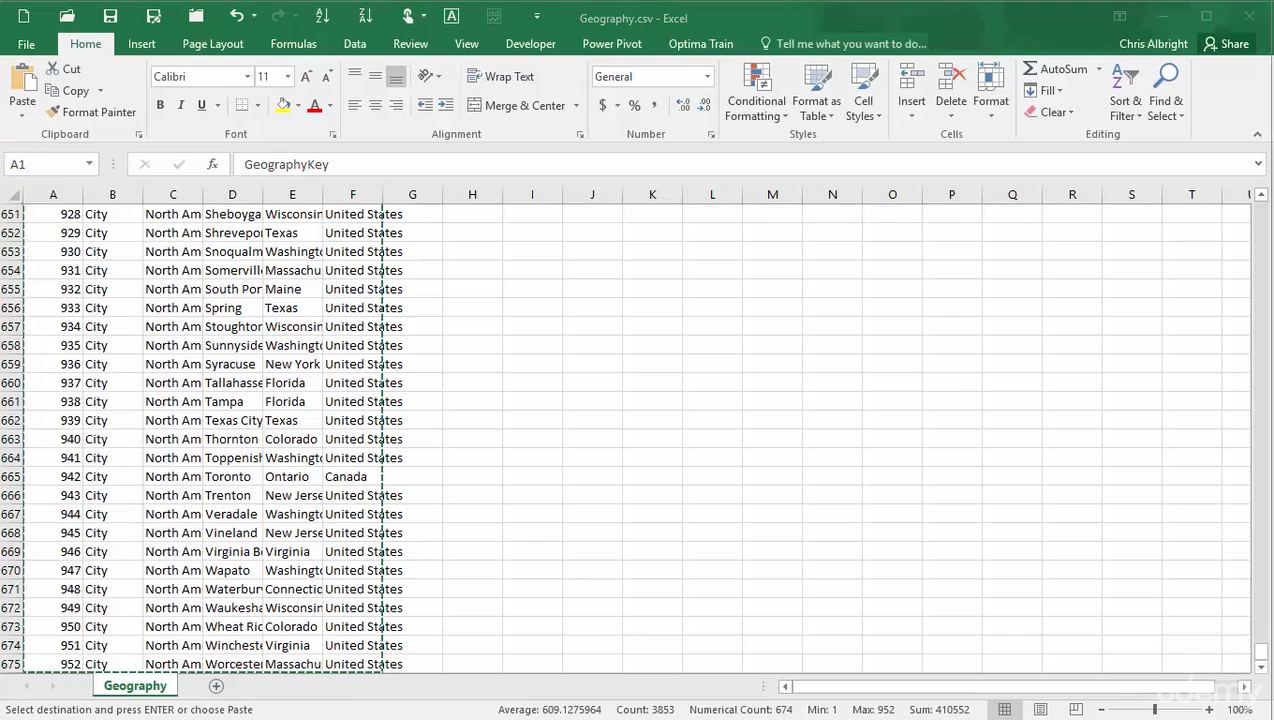 Geography.csv - Excel
File Home Insert Page Layout Formulas Data Review View Developer Power Pivot Optima Train Tell me what you want to do... Chris Albright Share
Paste Cut Copy Format Painter
Clipboard
Calibri 11
B I U A
Font
Wrap Text
Merge & Center
Alignment
General
$ % ,
Number
Conditional Formatting Format as Table Cell Styles
Styles
Insert Delete Format
Cells
AutoSum
Fill
Clear
Sort & Filter Find & Select
Editing
A1 fx GeographyKey
A B C D E F G H I J K L M N O P Q R S T
651 928 City North Am Sheboyga Wisconsin United States
652 929 City North Am Shrevepor Texas United States
653 930 City North Am Snoqualm Washingto United States
654 931 City North Am Somerville Massachu United States
655 932 City North Am South Por Maine United States
656 933 City North Am Spring Texas United States
657 934 City North Am Stoughton Wisconsin United States
658 935 City North Am Sunnyside Washingto United States
659 936 City North Am Syracuse New York United States
660 937 City North Am Tallahasse Florida United States
661 938 City North Am Tampa Florida United States
662 939 City North Am Texas City Texas United States
663 940 City North Am Thornton Colorado United States
664 941 City North Am Toppenish Washingto United States
665 942 City North Am Toronto Ontario Canada
666 943 City North Am Trenton New Jerse United States
667 944 City North Am Veradale Washingto United States
668 945 City North Am Vineland New Jerse United States
669 946 City North Am Virginia Be Virginia United States
670 947 City North Am Wapato Washingto United States
671 948 City North Am Waterbury Connectic United States
672 949 City North Am Waukesha Wisconsin United States
673 950 City North Am Wheat Rid Colorado United States
674 951 City North Am Wincheste Virginia United States
675 952 City North Am Worcester Massachu United States
Geography
udemy
Select destination and press ENTER or choose Paste Average: 609.1275964 Count: 3853 Numerical Count: 674 Min: 1 Max: 952 Sum: 410552 100%